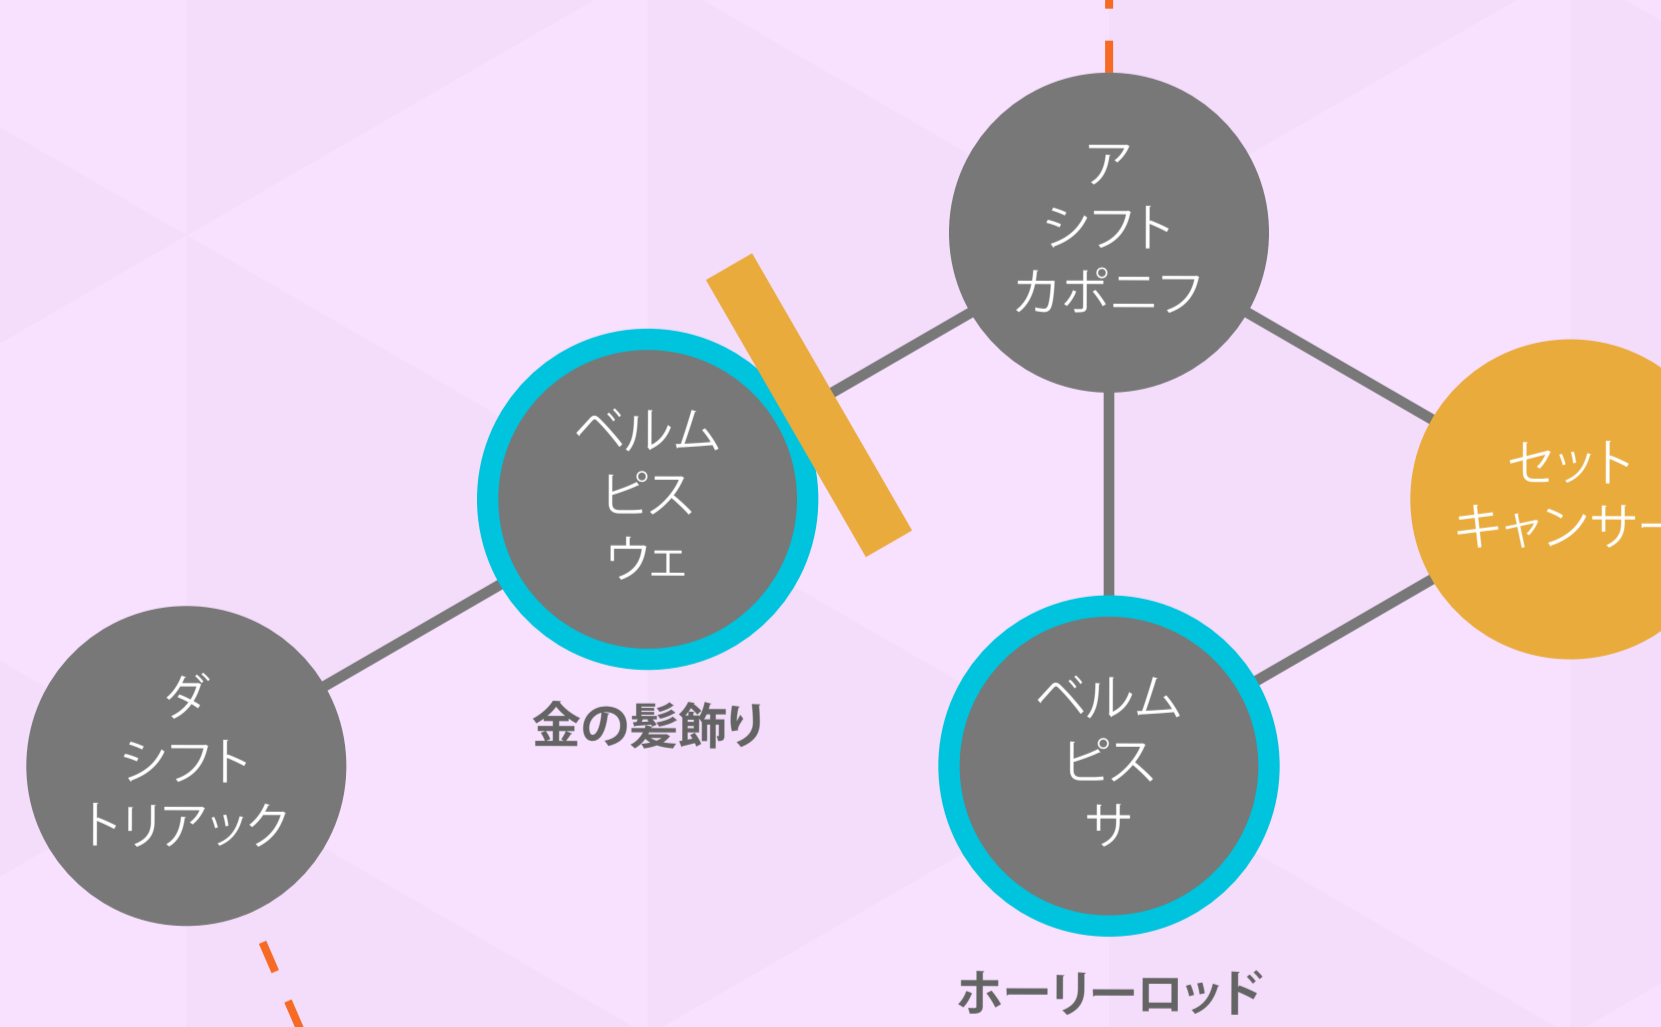 ア
シフト
カポニフ
ベルム
ピス
ウェ
金の髪飾り
セット
キャンサー
ダ
シフト
トリアック
ベルム
ピス
サ
ホーリーロッド